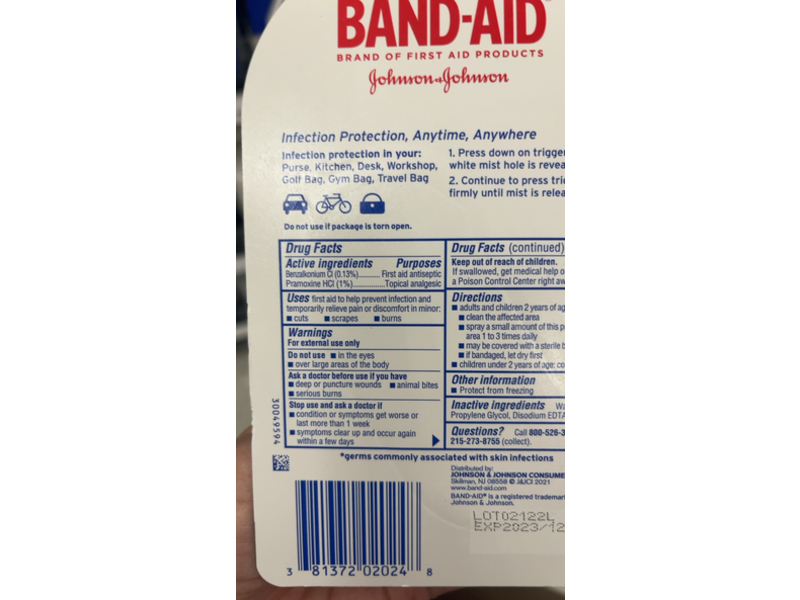 BAND-AID
BRAND OF FIRST AID PRODUCTS
Johnson & Johnson
Infection Protection, Anytime, Anywhere
Infection protection in your:
Purse, Kitchen, Desk, Workshop,
Golf Bag, Gym Bag, Travel Bag
Do not use if package is torn open.
1. Press down on trigger
white mist hole is
2. Continue to press
firmly until mist is
Drug Facts
Active ingredients Purposes
Benzalkonium Cl (0.13%)..... First aid antiseptic
Pramoxine HCl (1%)..............Topical analgesic
Uses first aid to help prevent infection and
temporarily relieve pain or discomfort in minor:
■ cuts ■ scrapes ■ burns
Warnings
For external use only
Do not use ■ in the eyes
■ over large areas of the body
Ask a doctor before use if you have
■ deep or puncture wounds ■ animal bites
■ serious burns
Stop use and ask a doctor if
■ condition or symptoms get worse or
last more than 1 week
■ symptoms clear up and occur again
within a few days
Drug Facts (continued)
Keep out of reach of children.
If swallowed, get medical help
a Poison Control Center right
Directions
■ adults and children 2 years of
■ clean the affected area
■ spray a small amount of this
area 1 to 3 times daily
■ may be covered with a sterile
■ if bandaged, let dry first
■ children under 2 years of age:
Other information
■ Protect from freezing
Inactive ingredients
Propylene Glycol, Disodium EDTA
Questions? Call 800-526-3
215-273-8755 (collect).
*germs commonly associated with skin infections
30049594
Distributed by:
JOHNSON & JOHNSON CONSUME
Skillman, NJ 08558 © J&JCI 2021
www.band-aid.com
BAND-AID® is a registered
Johnson & Johnson.
LOT02122L
EXP2023/12
3 81372 02024 8